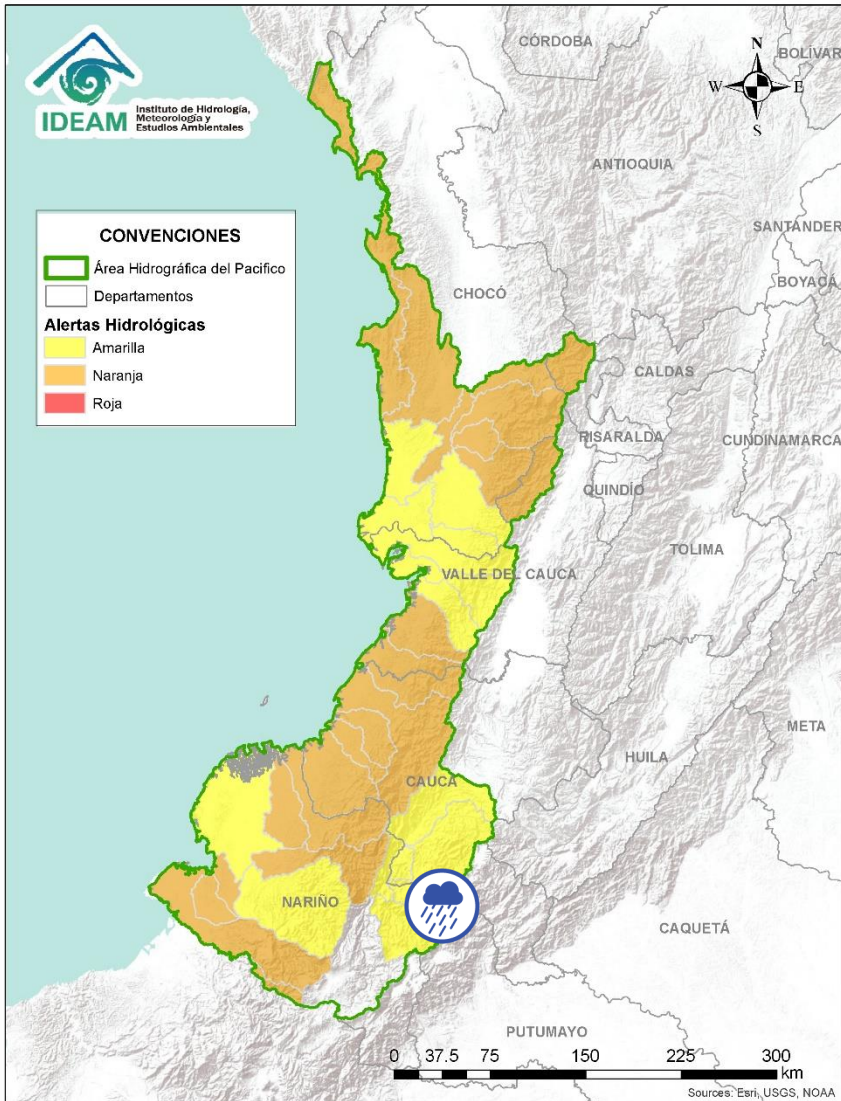 IDEAM
Instituto de Hidrología,
Meteorología y
Estudios Ambientales
CÓRDOBA
BOLÍVAR
N
W
E
S
ANTIOQUIA
SANTANDER
BOYACÁ
CONVENCIONES
Área Hidrográfica del Pacifico
Departamentos
Alertas Hidrológicas
Amarilla
Naranja
Roja
CHOCÓ
CALDAS
RISARALDA
CUNDINAMARCA
QUINDÍO
TOLIMA
VALLE DEL CAUCA
META
HUILA
CAUCA
NARIÑO
CAQUETÁ
PUTUMAYO
0 37.5 75 150 225 300
km
Sources: Esri, USGS, NOAA